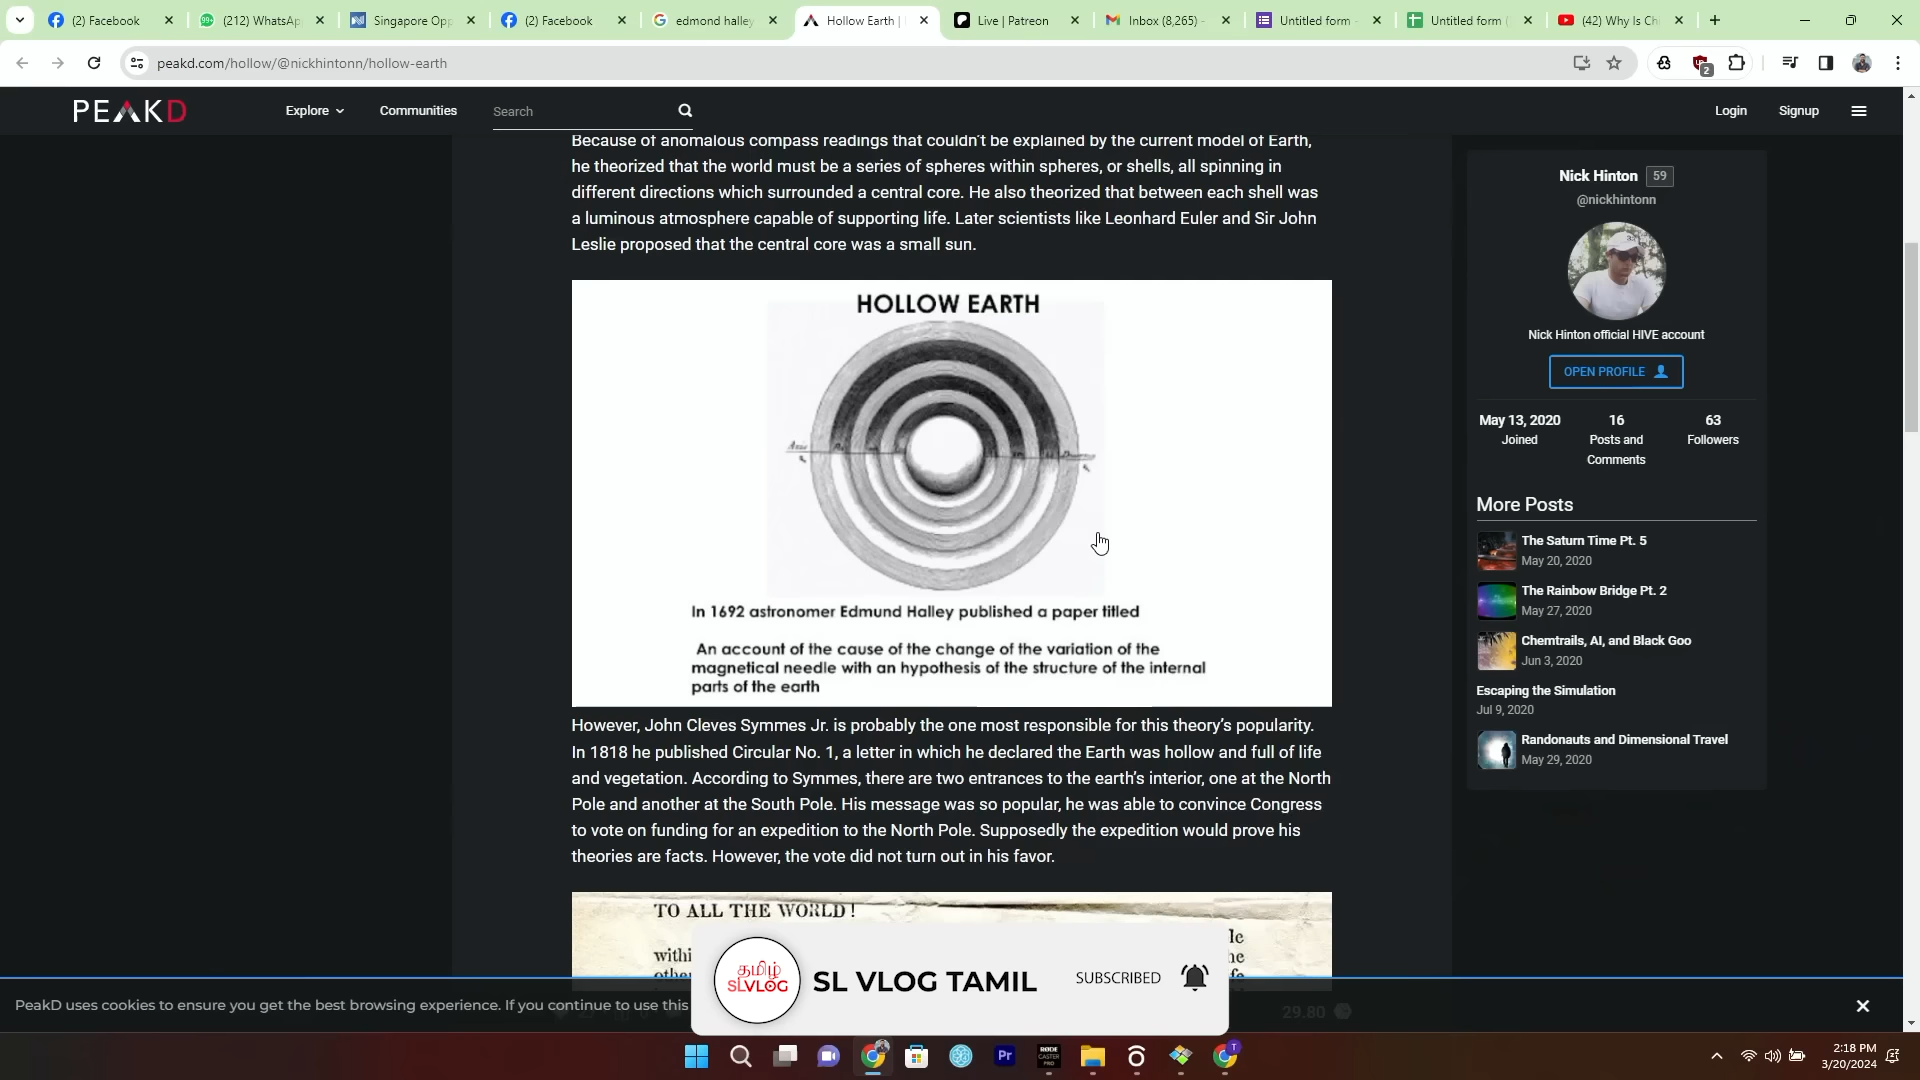 (2) Facebook
(212) WhatsAp
Singapore Opp
(2) Facebook
edmond halley
Hollow Earth |
Live | Patreon
Inbox (8,265) -
Untitled form -
Untitled form (
(42) Why Is Ch
peakd.com/hollow/@nickhintonn/hollow-earth
2
PEAKD
Explore
Communities
Search
Login
Signup
Because of anomalous compass readings that couldn't be explained by the current model of Earth,
he theorized that the world must be a series of spheres within spheres, or shells, all spinning in
different directions which surrounded a central core. He also theorized that between each shell was
a luminous atmosphere capable of supporting life. Later scientists like Leonhard Euler and Sir John
Leslie proposed that the central core was a small sun.
HOLLOW EARTH
In 1692 astronomer Edmund Halley published a paper titled
An account of the cause of the change of the variation of the
magnetical needle with an hypothesis of the structure of the internal
parts of the earth
However, John Cleves Symmes Jr. is probably the one most responsible for this theory's popularity.
In 1818 he published Circular No. 1, a letter in which he declared the Earth was hollow and full of life
and vegetation. According to Symmes, there are two entrances to the earth's interior, one at the North
Pole and another at the South Pole. His message was so popular, he was able to convince Congress
to vote on funding for an expedition to the North Pole. Supposedly the expedition would prove his
theories are facts. However, the vote did not turn out in his favor.
TO ALL THE WORLD!
withi
Nick Hinton 59
@nickhintonn
Nick Hinton official HIVE account
OPEN PROFILE
May 13, 2020
Joined
16
Posts and
Comments
63
Followers
More Posts
The Saturn Time Pt. 5
May 20, 2020
The Rainbow Bridge Pt. 2
May 27, 2020
Chemtrails, AI, and Black Goo
Jun 3, 2020
Escaping the Simulation
Jul 9, 2020
Randonauts and Dimensional Travel
May 29, 2020
தமிழ்
SLVLOG
SL VLOG TAMIL
SUBSCRIBED
PeakD uses cookies to ensure you get the best browsing experience. If you continue to use this
29.80
Pr
RØDE
CASTER
PRO
T
2:18 PM
3/20/2024